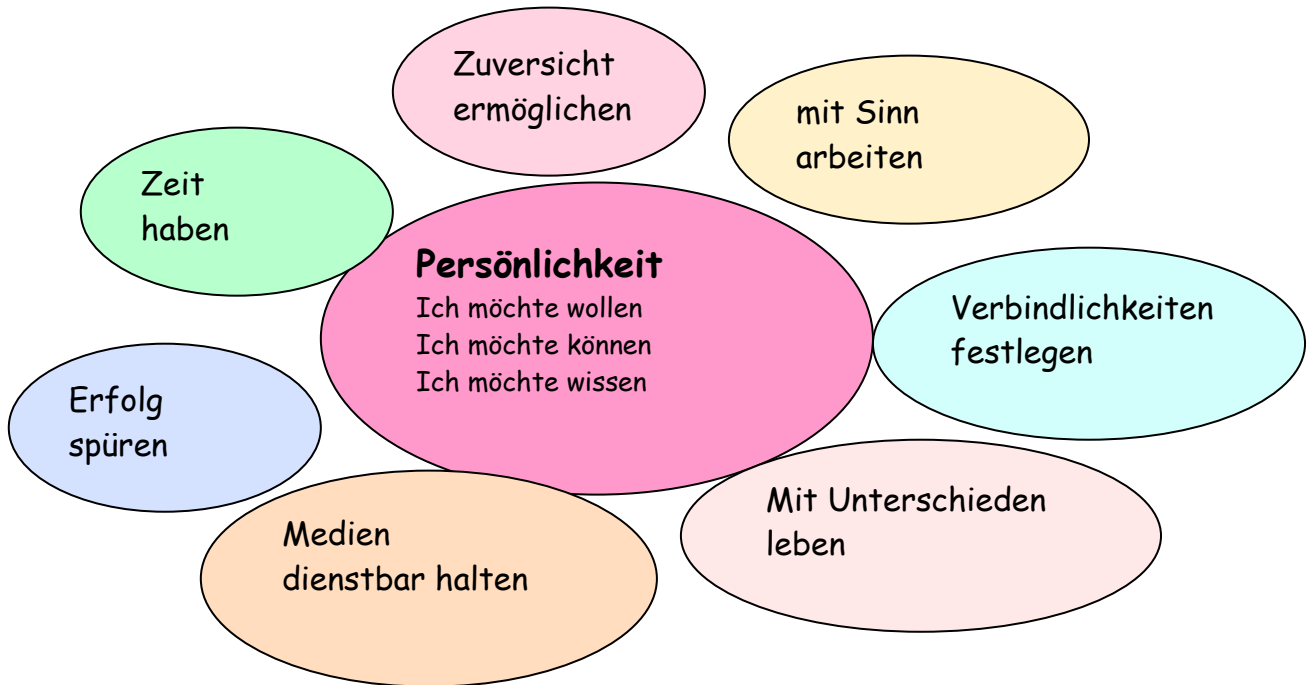 Zuversicht
ermöglichen
mit Sinn
arbeiten
Zeit
haben
Persönlichkeit
Ich möchte wollen
Ich möchte können
Ich möchte wissen
Verbindlichkeiten
festlegen
Erfolg
spüren
Mit Unterschieden
leben
Medien
dienstbar halten